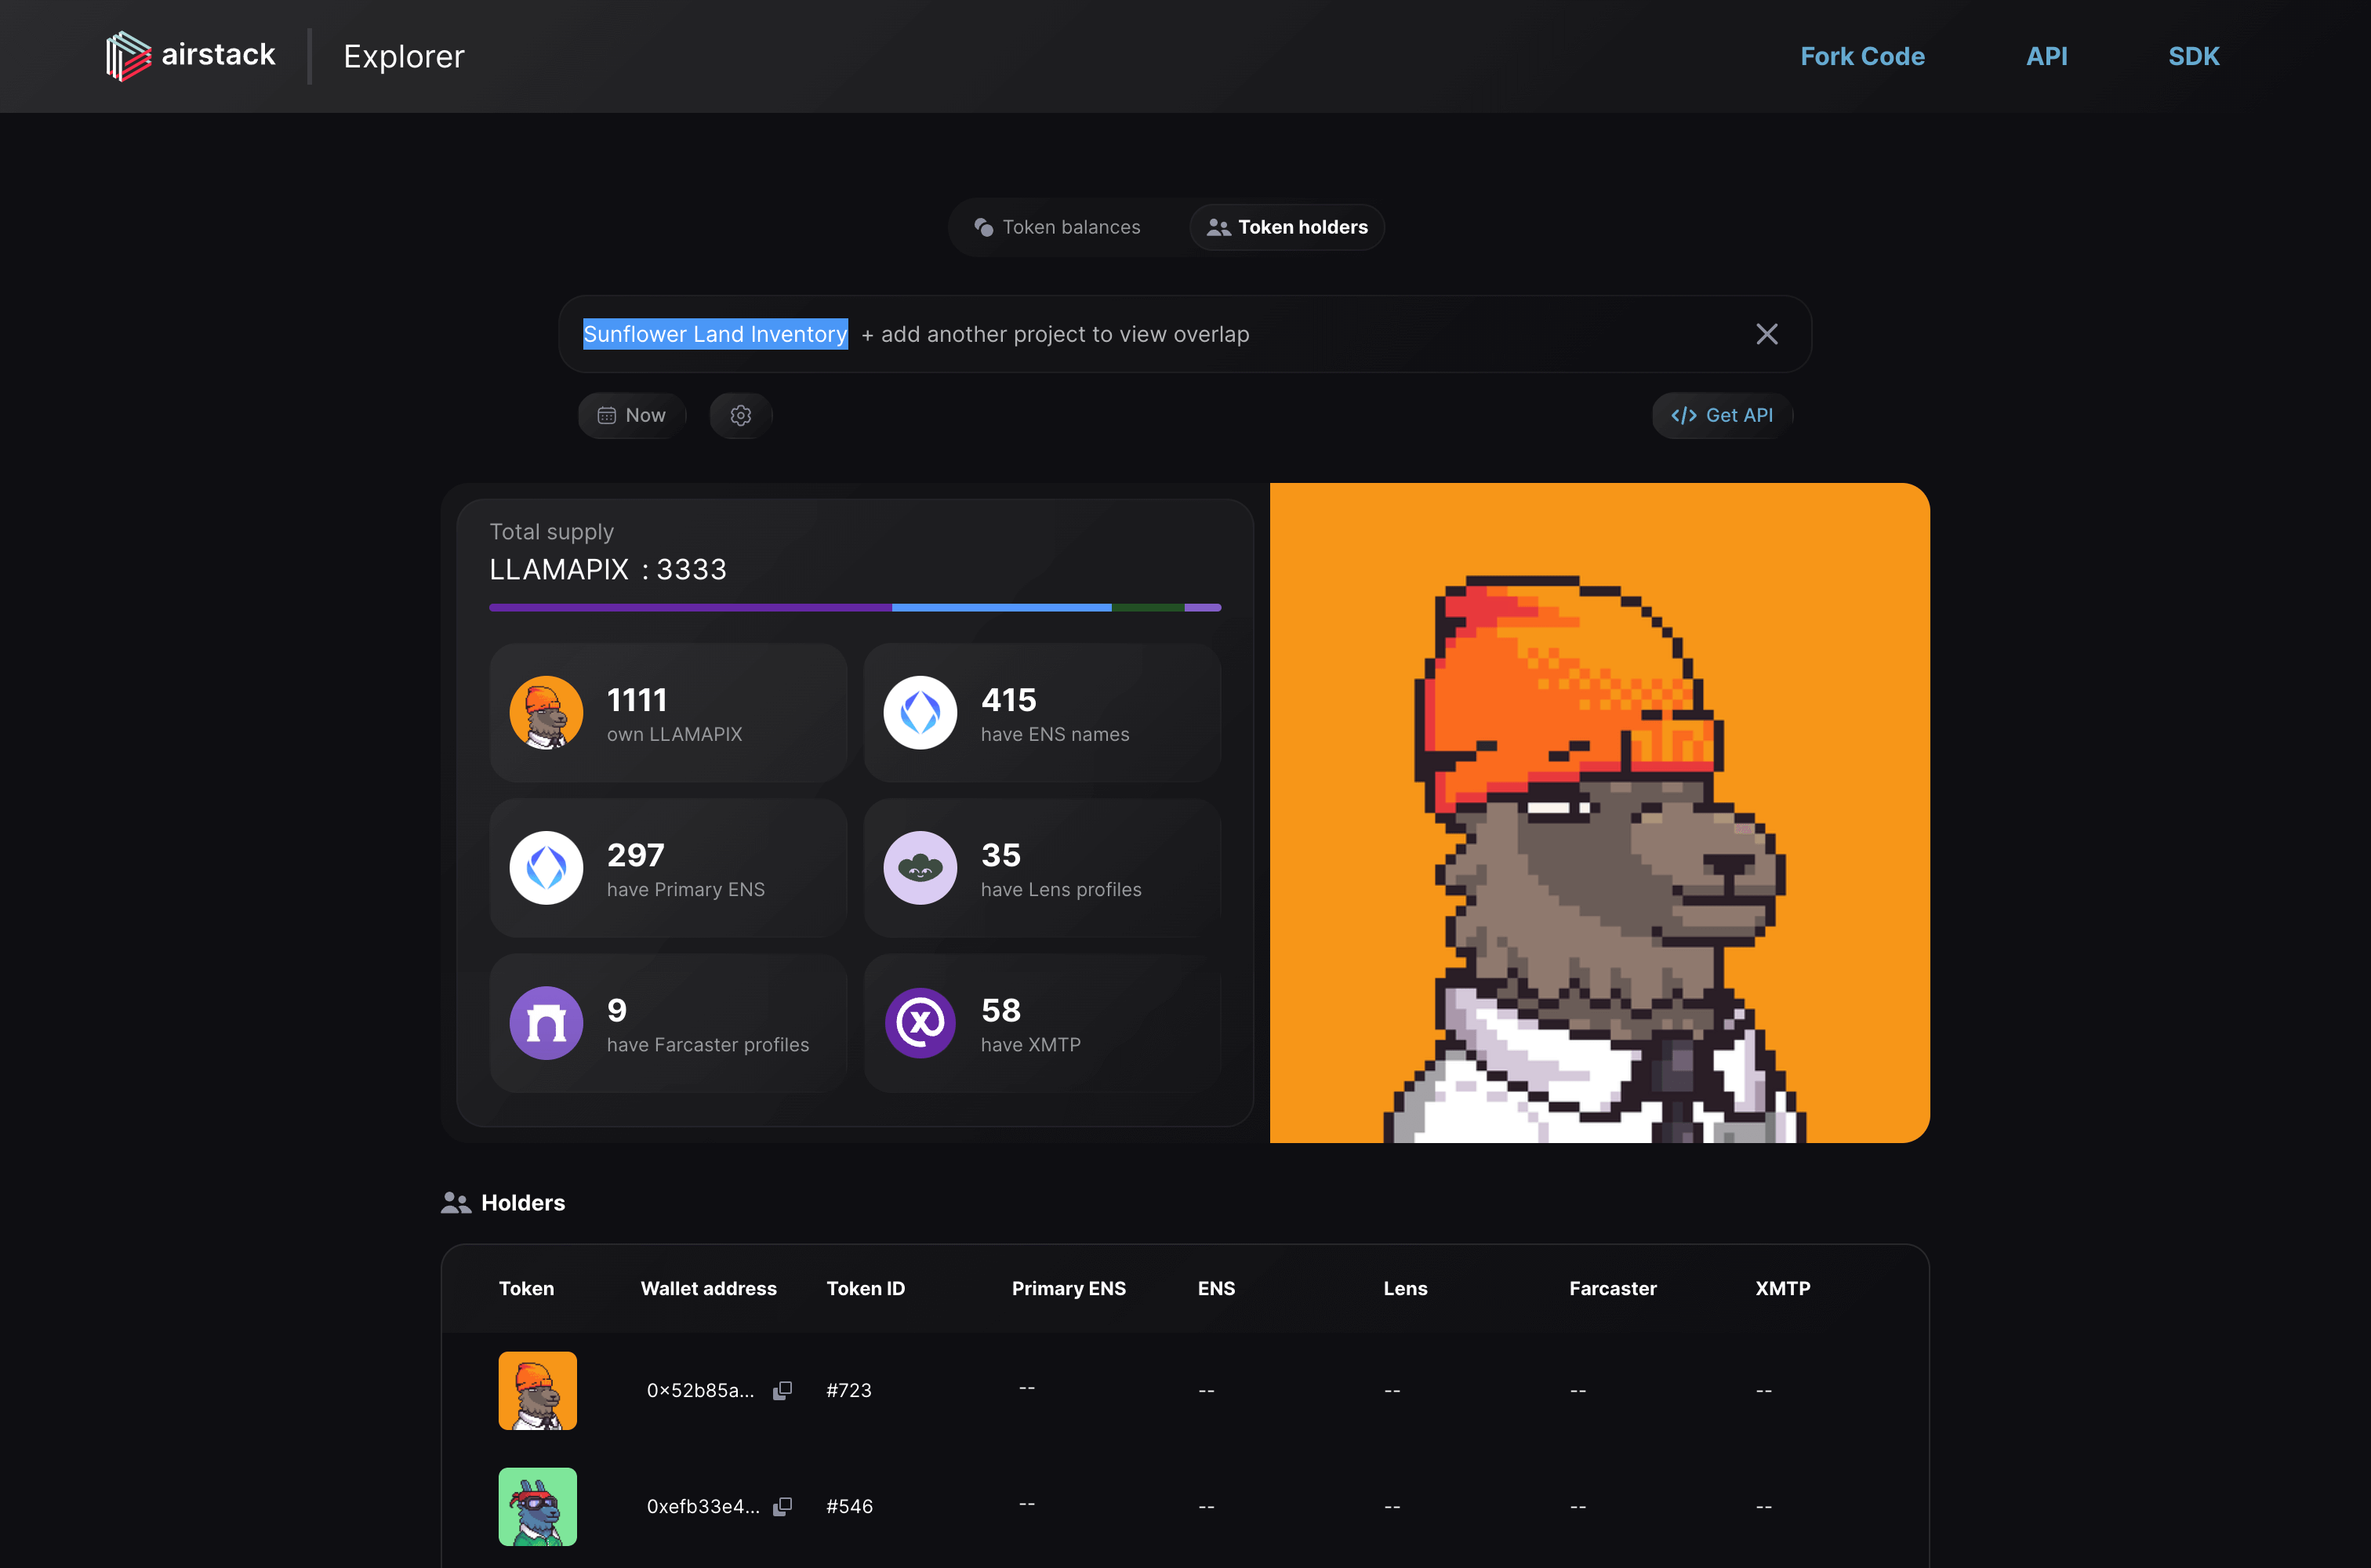 airstack
Explorer
Fork Code
API
SDK
Token balances
Token holders
Sunflower Land Inventory + add another project to view overlap
Now
</> Get API
Total supply
LLAMAPIX : 3333
1111
own LLAMAPIX
415
have ENS names
297
have Primary ENS
35
have Lens profiles
9
have Farcaster profiles
58
have XMTP
Holders
Token Wallet address Token ID Primary ENS ENS Lens Farcaster XMTP
0x52b85a... #723 -- -- -- -- --
0xefb33e4... #546 -- -- -- -- --